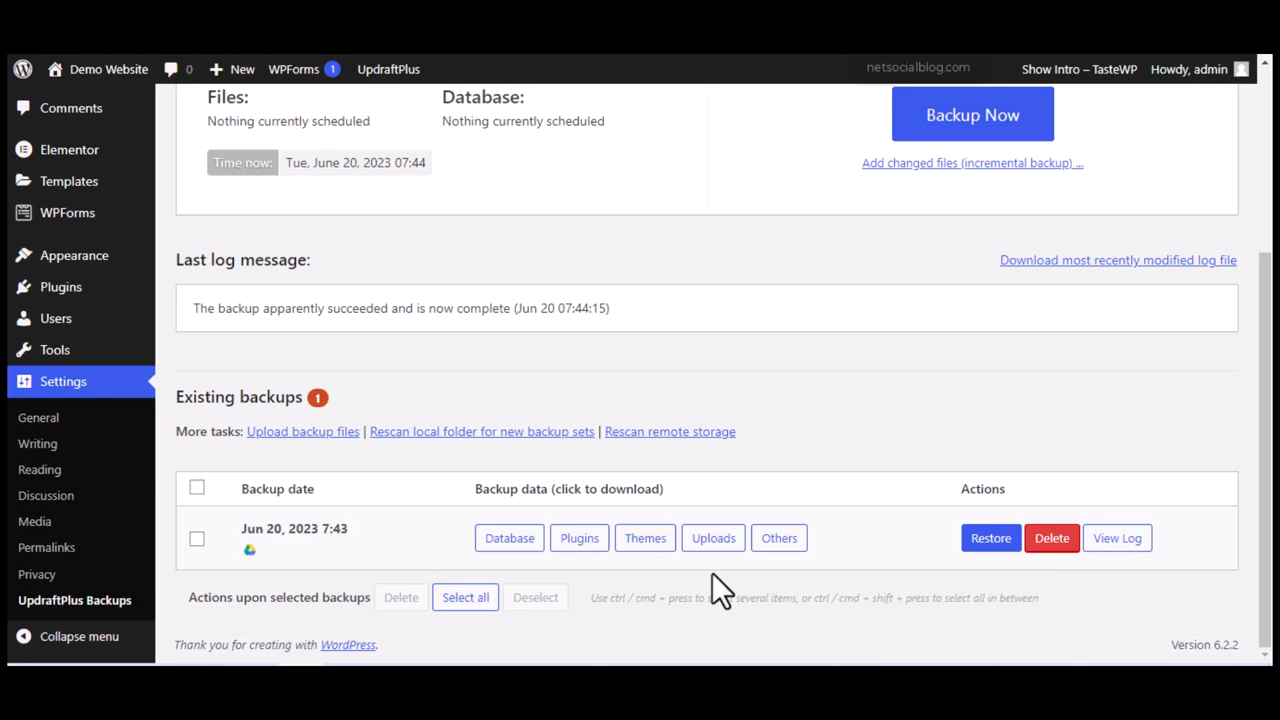 Demo Website 0 New WPForms 1 UpdraftPlus netsocialblog.com Show Intro – TasteWP Howdy, admin
Comments
Elementor
Templates
WPForms
Appearance
Plugins
Users
Tools
Settings
General
Writing
Reading
Discussion
Media
Permalinks
Privacy
UpdraftPlus Backups
Collapse menu
Files: Database:
Nothing currently scheduled Nothing currently scheduled
Time now: Tue, June 20, 2023 07:44
Backup Now
Add changed files (incremental backup) ...
Last log message: Download most recently modified log file
The backup apparently succeeded and is now complete (Jun 20 07:44:15)
Existing backups 1
More tasks: Upload backup files | Rescan local folder for new backup sets | Rescan remote storage
Backup date Backup data (click to download) Actions
Jun 20, 2023 7:43 Database Plugins Themes Uploads Others Restore Delete View Log
Actions upon selected backups Delete Select all Deselect Use ctrl / cmd + press to several items, or ctrl / cmd + shift + press to select all in between
Thank you for creating with WordPress. Version 6.2.2